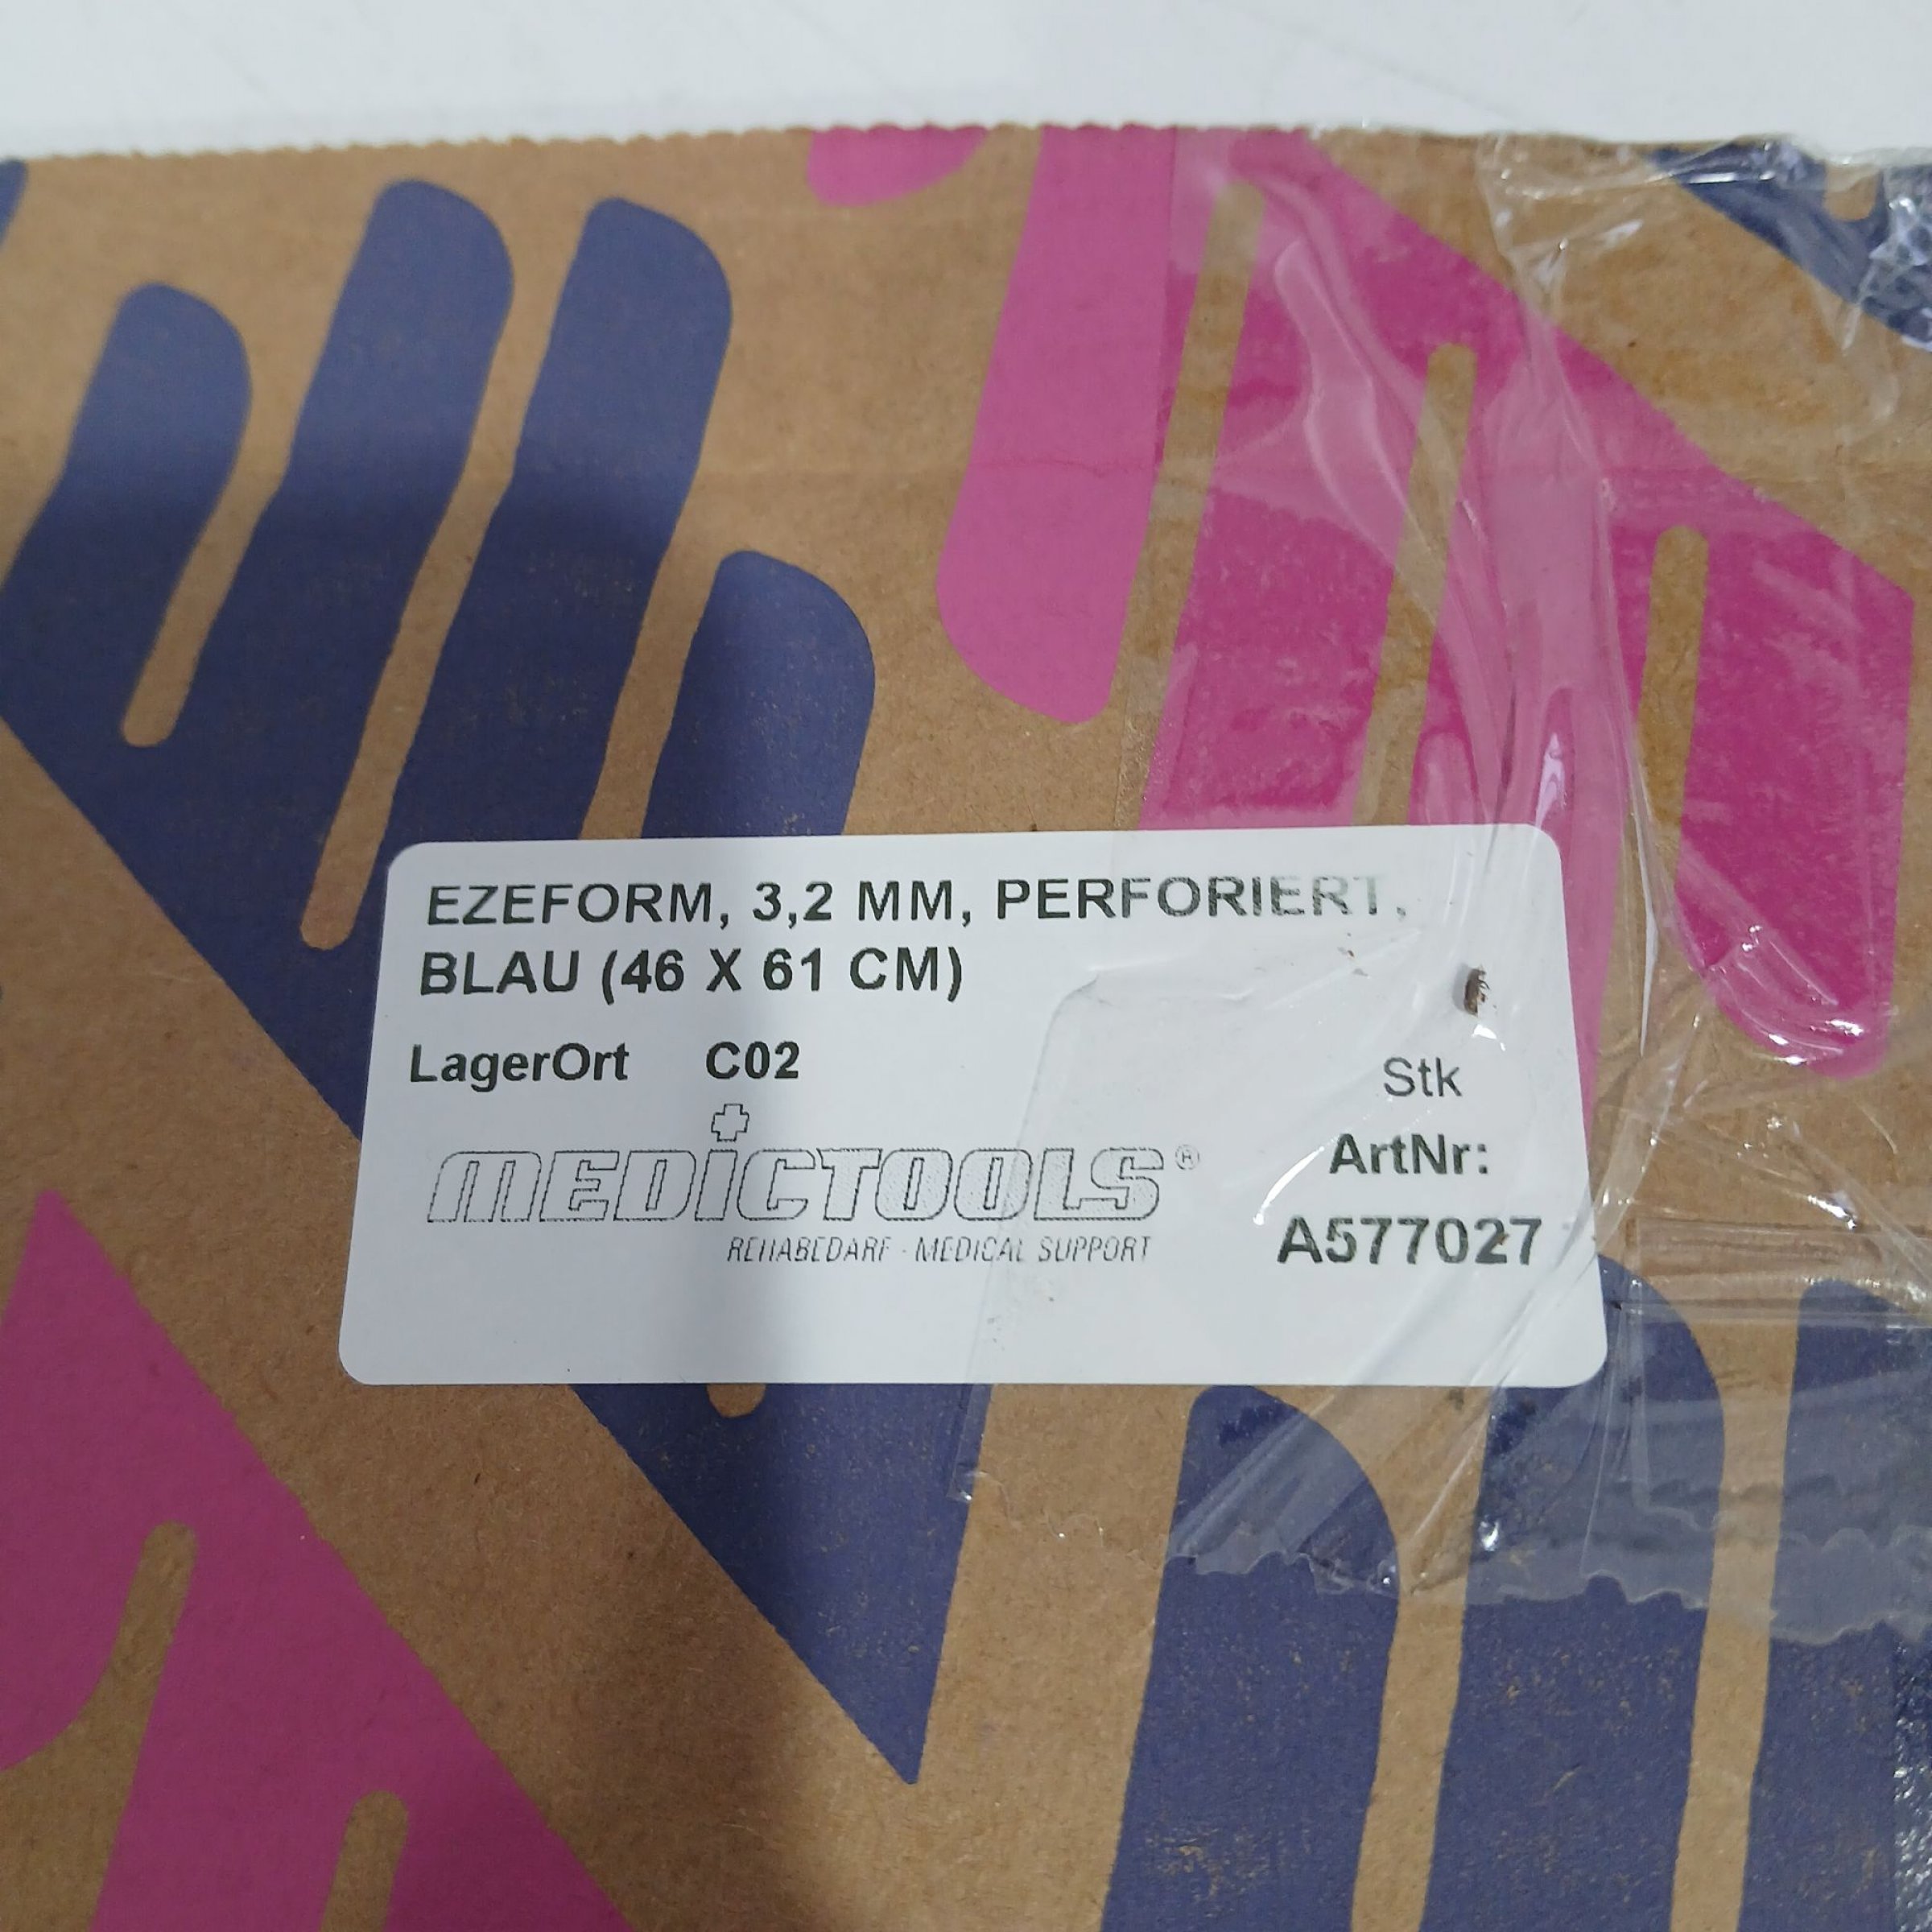 EZEFORM, 3,2 MM, PERFORIERT,
BLAU (46 X 61 CM)
LagerOrt C02
Stk
MEDICTOOLS®
ArtNr:
REHABEDARF - MEDICAL SUPPORT
A577027